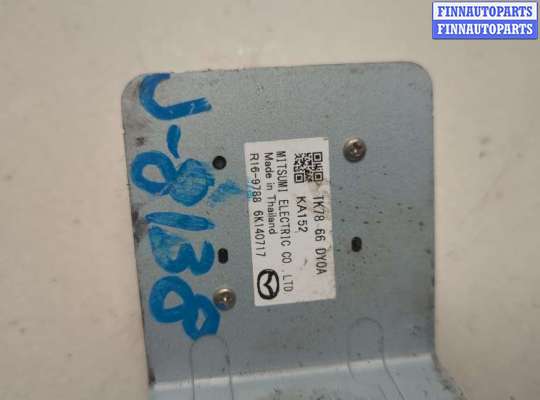 FINNAUTOPARTS
FINNAUTOPARTS
J-8138
TK78 66 DY0A
KA152
MITSUMI ELECTRIC CO.,LTD
Made in Thailand
R16-9788 6K140717